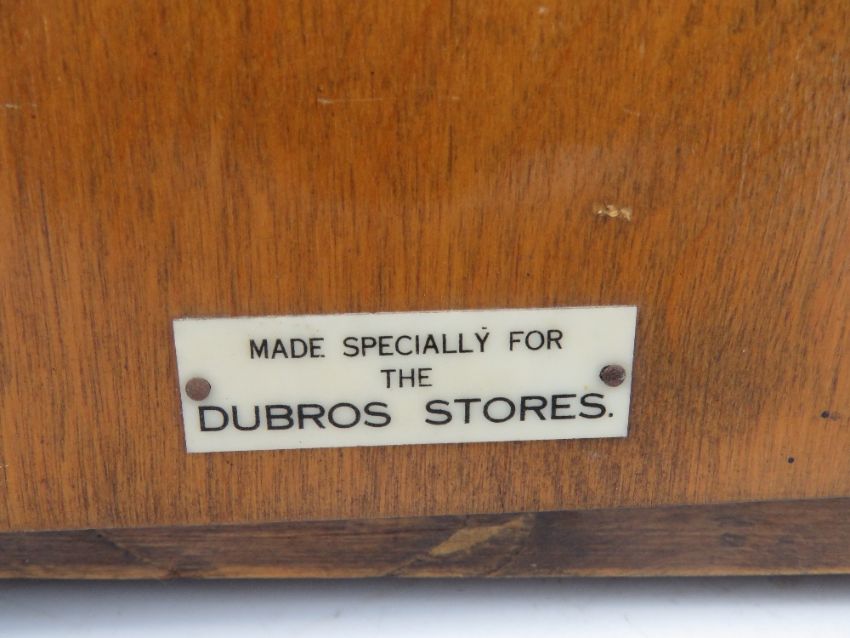 MADE SPECIALLY FOR
THE
DUBROS STORES.